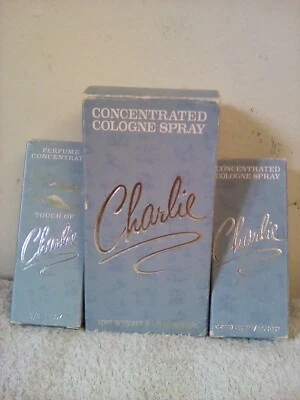 PERFUME
CONCENTRATE
TOUCH OF
Charlie
CONCENTRATED
COLOGNE SPRAY
Charlie
CONCENTRATED
COLOGNE SPRAY
Charlie